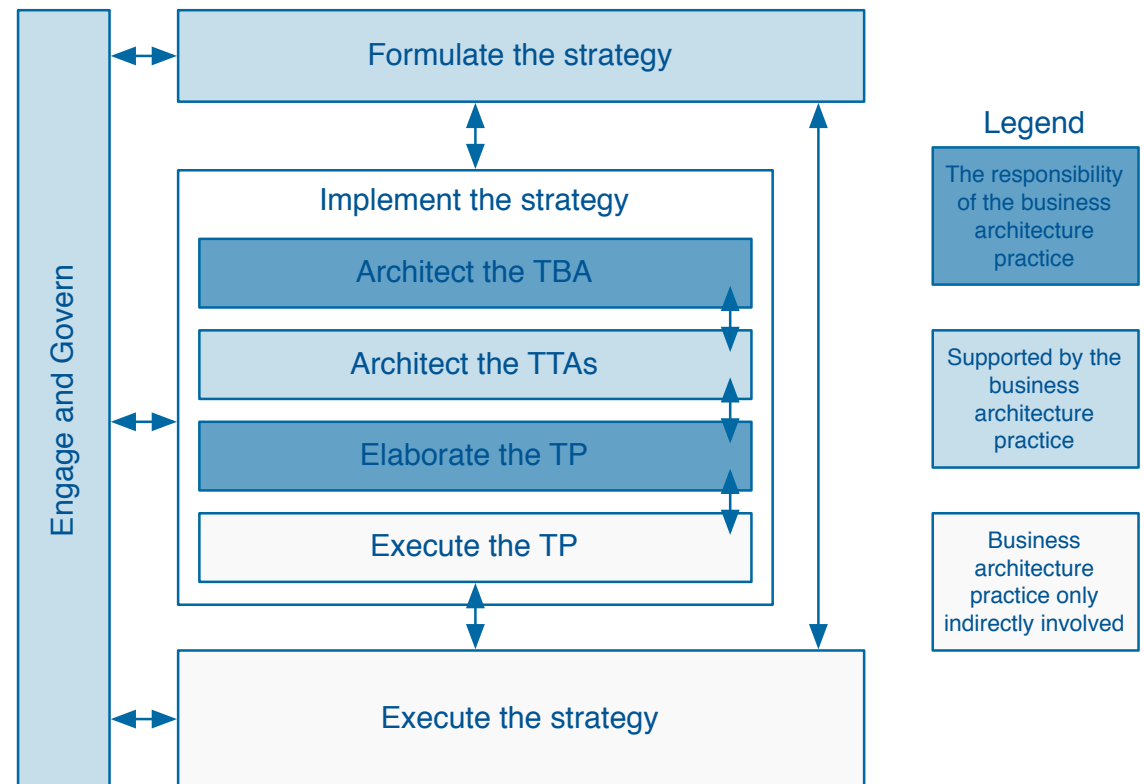 Engage and Govern
Formulate the strategy
Implement the strategy
Architect the TBA
Architect the TTAs
Elaborate the TP
Execute the TP
Execute the strategy
Legend
The responsibility
of the business
architecture
practice
Supported by the
business
architecture
practice
Business
architecture
practice only
indirectly involved